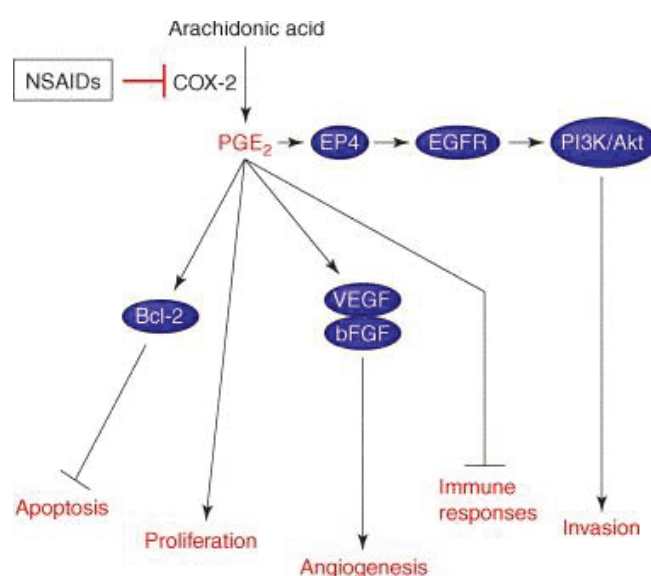 Arachidonic acid
NSAIDs
COX-2
PGE₂
EP4
EGFR
PI3K/Akt
Bcl-2
VEGF
bFGF
Apoptosis
Proliferation
Angiogenesis
Immune
responses
Invasion